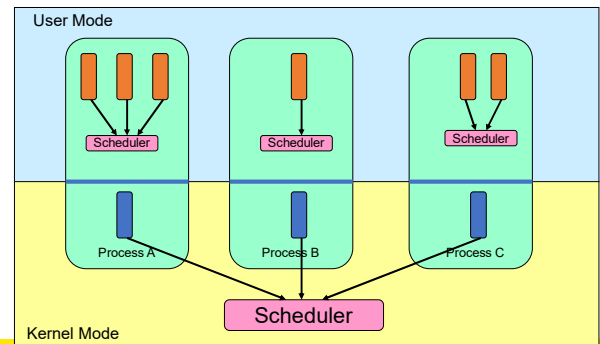 User Mode
Scheduler
Scheduler
Scheduler
Process A
Process B
Process C
Scheduler
Kernel Mode